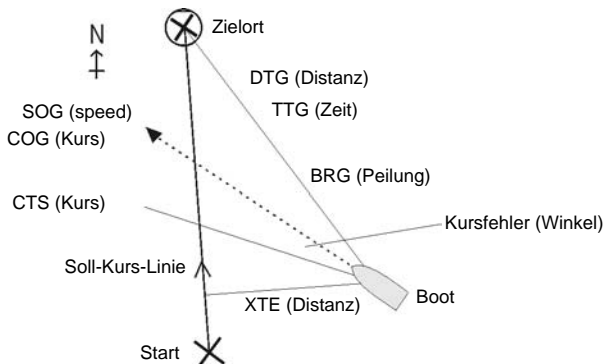 Zielort
N
DTG (Distanz)
TTG (Zeit)
SOG (speed)
COG (Kurs)
BRG (Peilung)
CTS (Kurs)
Kursfehler (Winkel)
Soll-Kurs-Linie
XTE (Distanz)
Boot
Start